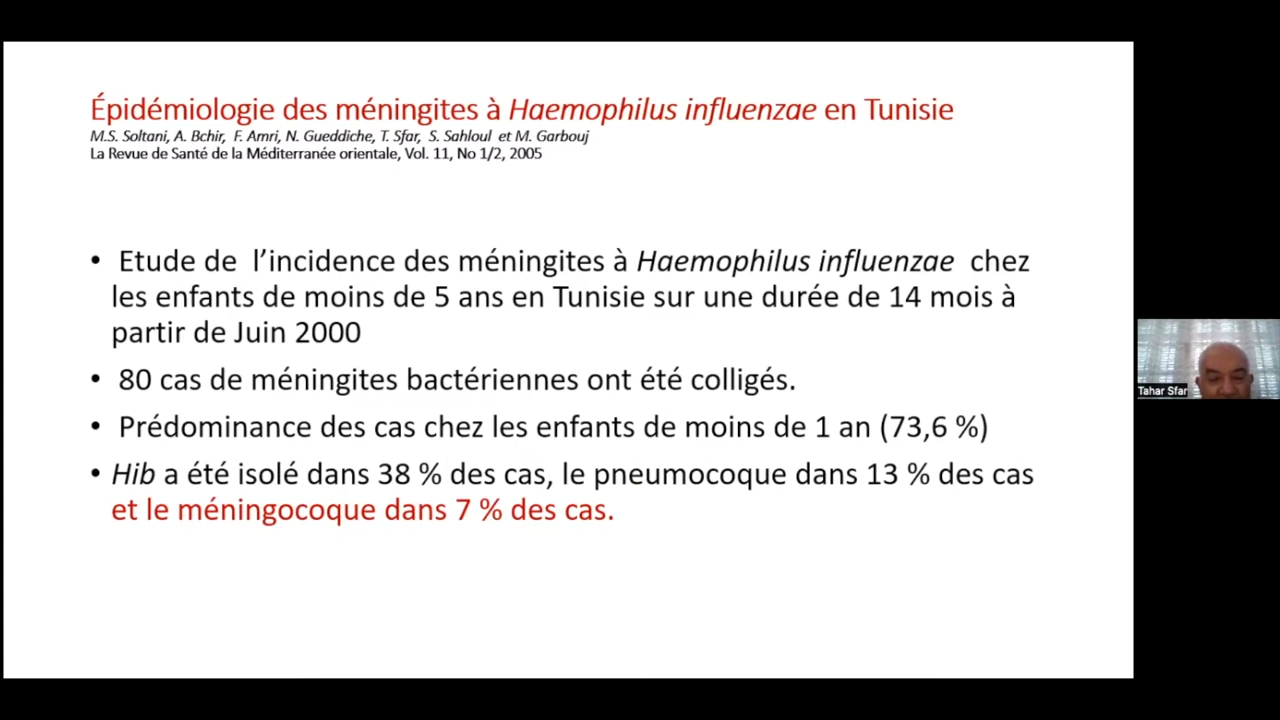 Épidémiologie des méningites à Haemophilus influenzae en Tunisie
M.S. Soltani, A. Bchir, F. Amri, N. Gueddiche, T. Sfar, S. Sahloul et M. Garbouj
La Revue de Santé de la Méditerranée orientale, Vol. 11, No 1/2, 2005
• Etude de l’incidence des méningites à Haemophilus influenzae chez
les enfants de moins de 5 ans en Tunisie sur une durée de 14 mois à
partir de Juin 2000
• 80 cas de méningites bactériennes ont été colligés.
• Prédominance des cas chez les enfants de moins de 1 an (73,6 %)
• Hib a été isolé dans 38 % des cas, le pneumocoque dans 13 % des cas
et le méningocoque dans 7 % des cas.
Tahar Sfar